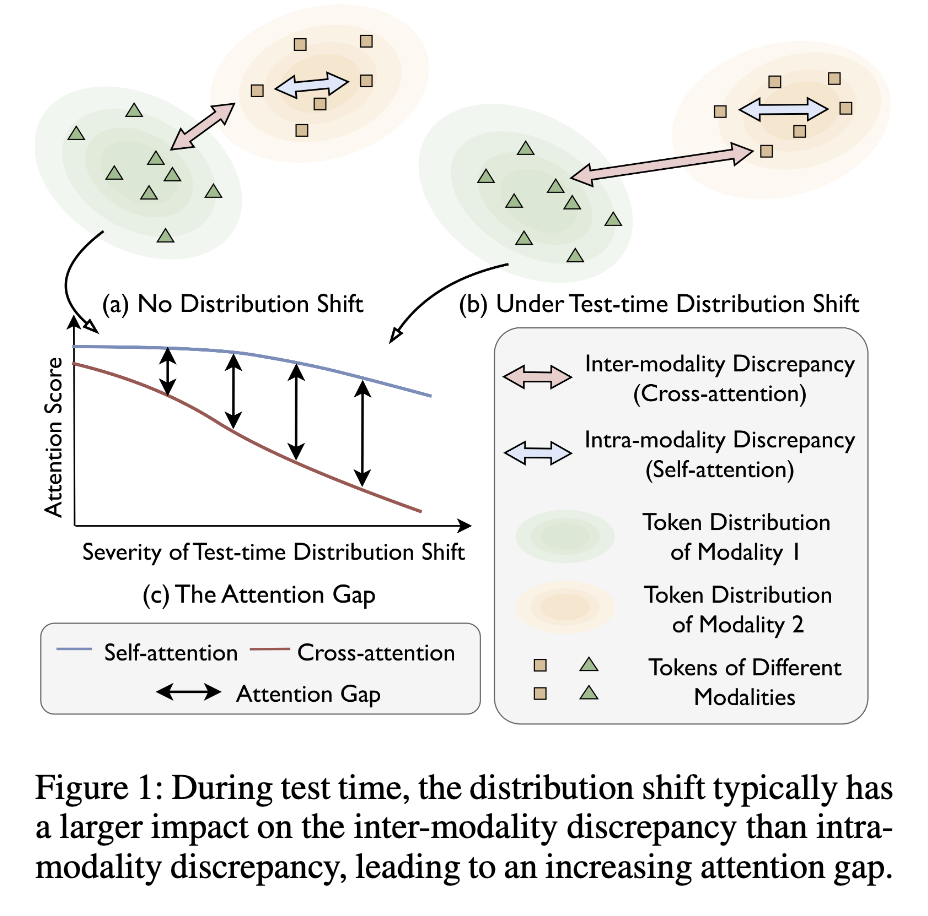 (a) No Distribution Shift
(b) Under Test-time Distribution Shift
Attention Score
Severity of Test-time Distribution Shift
(c) The Attention Gap
Self-attention
Cross-attention
Attention Gap
Inter-modality Discrepancy
(Cross-attention)
Intra-modality Discrepancy
(Self-attention)
Token Distribution
of Modality 1
Token Distribution
of Modality 2
Tokens of Different
Modalities
Figure 1: During test time, the distribution shift typically has
a larger impact on the inter-modality discrepancy than intra-
modality discrepancy, leading to an increasing attention gap.